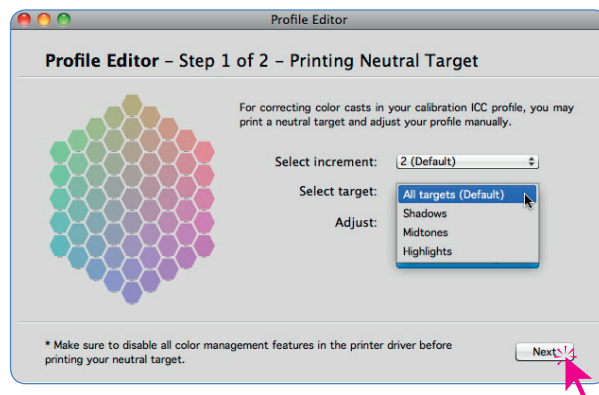 Profile Editor
Profile Editor – Step 1 of 2 – Printing Neutral Target
For correcting color casts in your calibration ICC profile, you may
print a neutral target and adjust your profile manually.
Select increment: 2 (Default)
Select target: All targets (Default)
Shadows
Adjust: Midtones
Highlights
* Make sure to disable all color management features in the printer driver before
printing your neutral target.
Next